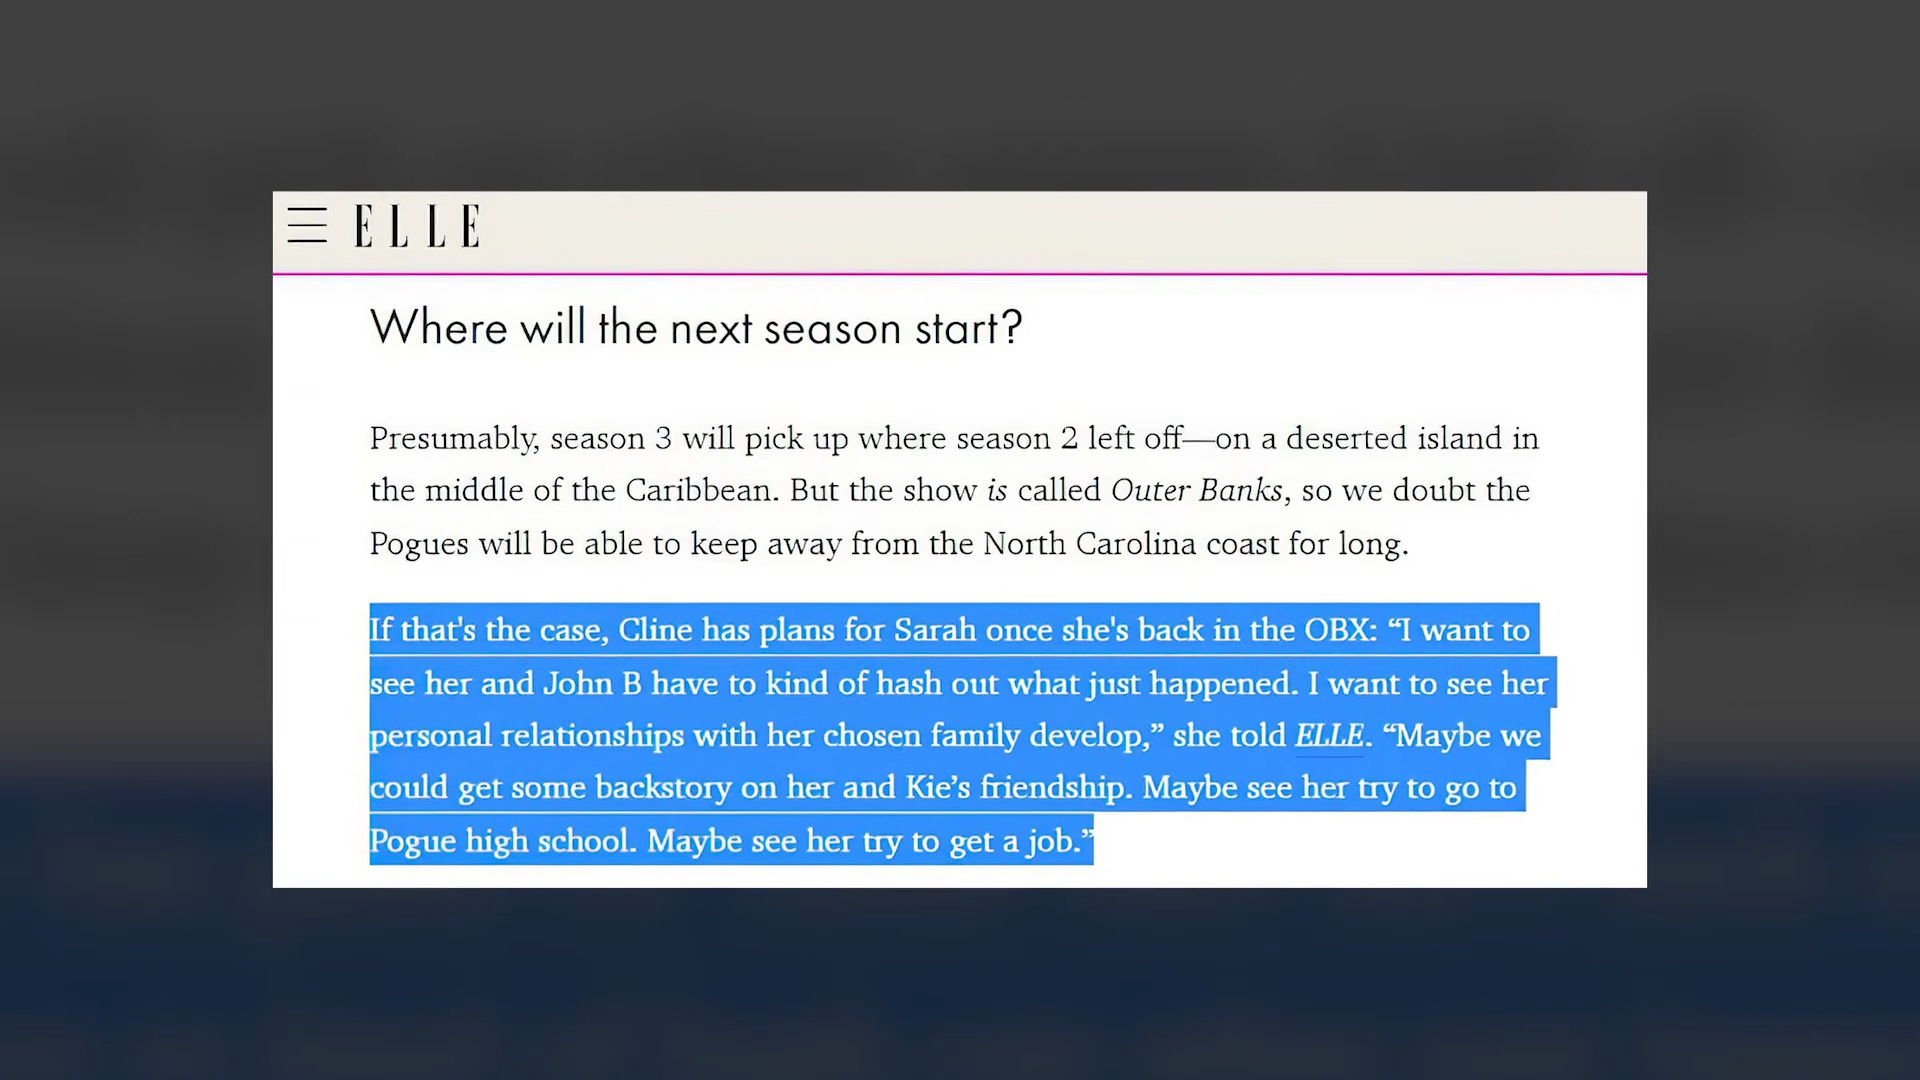 ELLE
Where will the next season start?
Presumably, season 3 will pick up where season 2 left off—on a deserted island in
the middle of the Caribbean. But the show is called Outer Banks, so we doubt the
Pogues will be able to keep away from the North Carolina coast for long.
If that's the case, Cline has plans for Sarah once she's back in the OBX: “I want to
see her and John B have to kind of hash out what just happened. I want to see her
personal relationships with her chosen family develop,” she told ELLE. “Maybe we
could get some backstory on her and Kie’s friendship. Maybe see her try to go to
Pogue high school. Maybe see her try to get a job.”